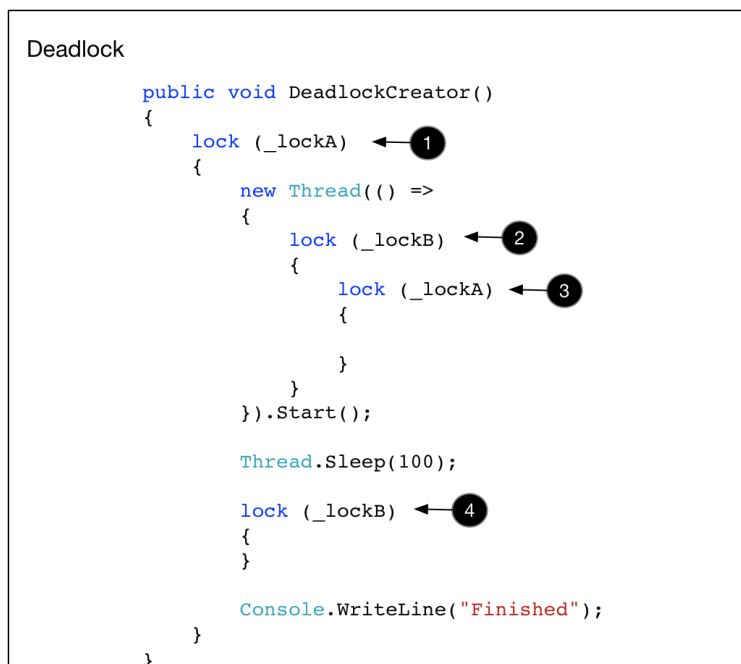 Deadlock
public void DeadlockCreator()
{
lock (_lockA) 1
{
new Thread(() =>
{
lock (_lockB) 2
{
lock (_lockA) 3
{
}
}
}).Start();
Thread.Sleep(100);
lock (_lockB) 4
{
}
Console.WriteLine("Finished");
}
}